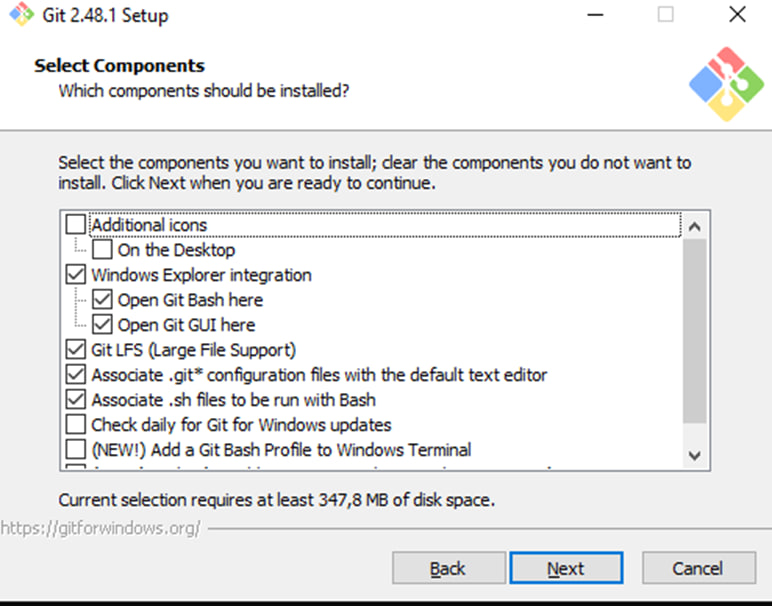 Git 2.48.1 Setup
Select Components
Which components should be installed?
Select the components you want to install; clear the components you do not want to
install. Click Next when you are ready to continue.
Additional icons
On the Desktop
Windows Explorer integration
Open Git Bash here
Open Git GUI here
Git LFS (Large File Support)
Associate .git* configuration files with the default text editor
Associate .sh files to be run with Bash
Check daily for Git for Windows updates
(NEW!) Add a Git Bash Profile to Windows Terminal
Current selection requires at least 347,8 MB of disk space.
https://gitforwindows.org/
Back
Next
Cancel